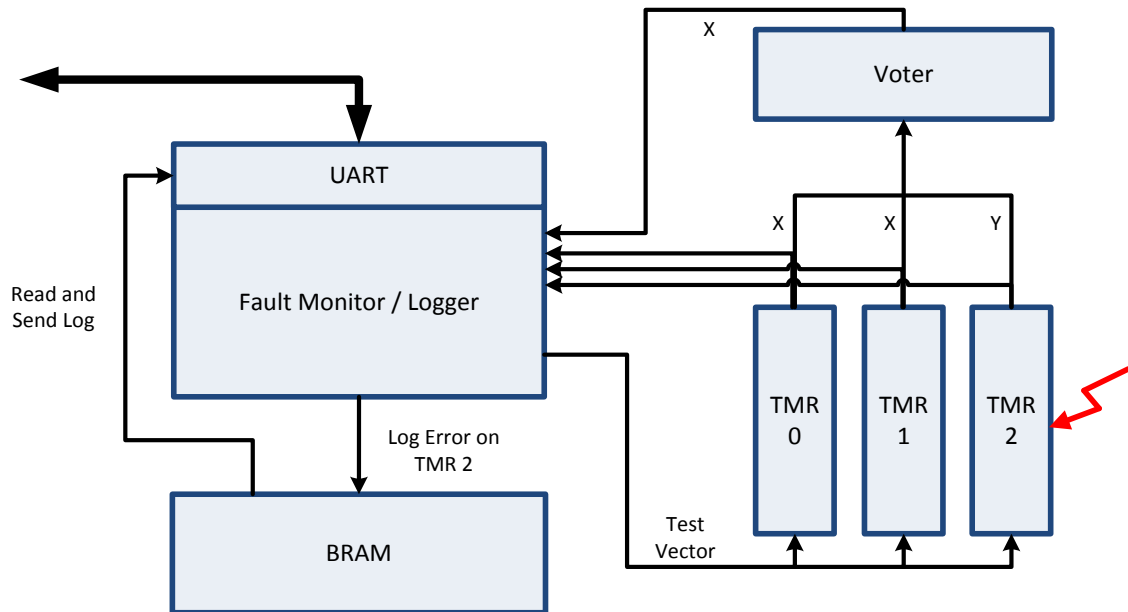 X
Voter
UART
X
X
Y
Read and
Send Log
Fault Monitor / Logger
TMR
0
TMR
1
TMR
2
Log Error on
TMR 2
Test
Vector
BRAM